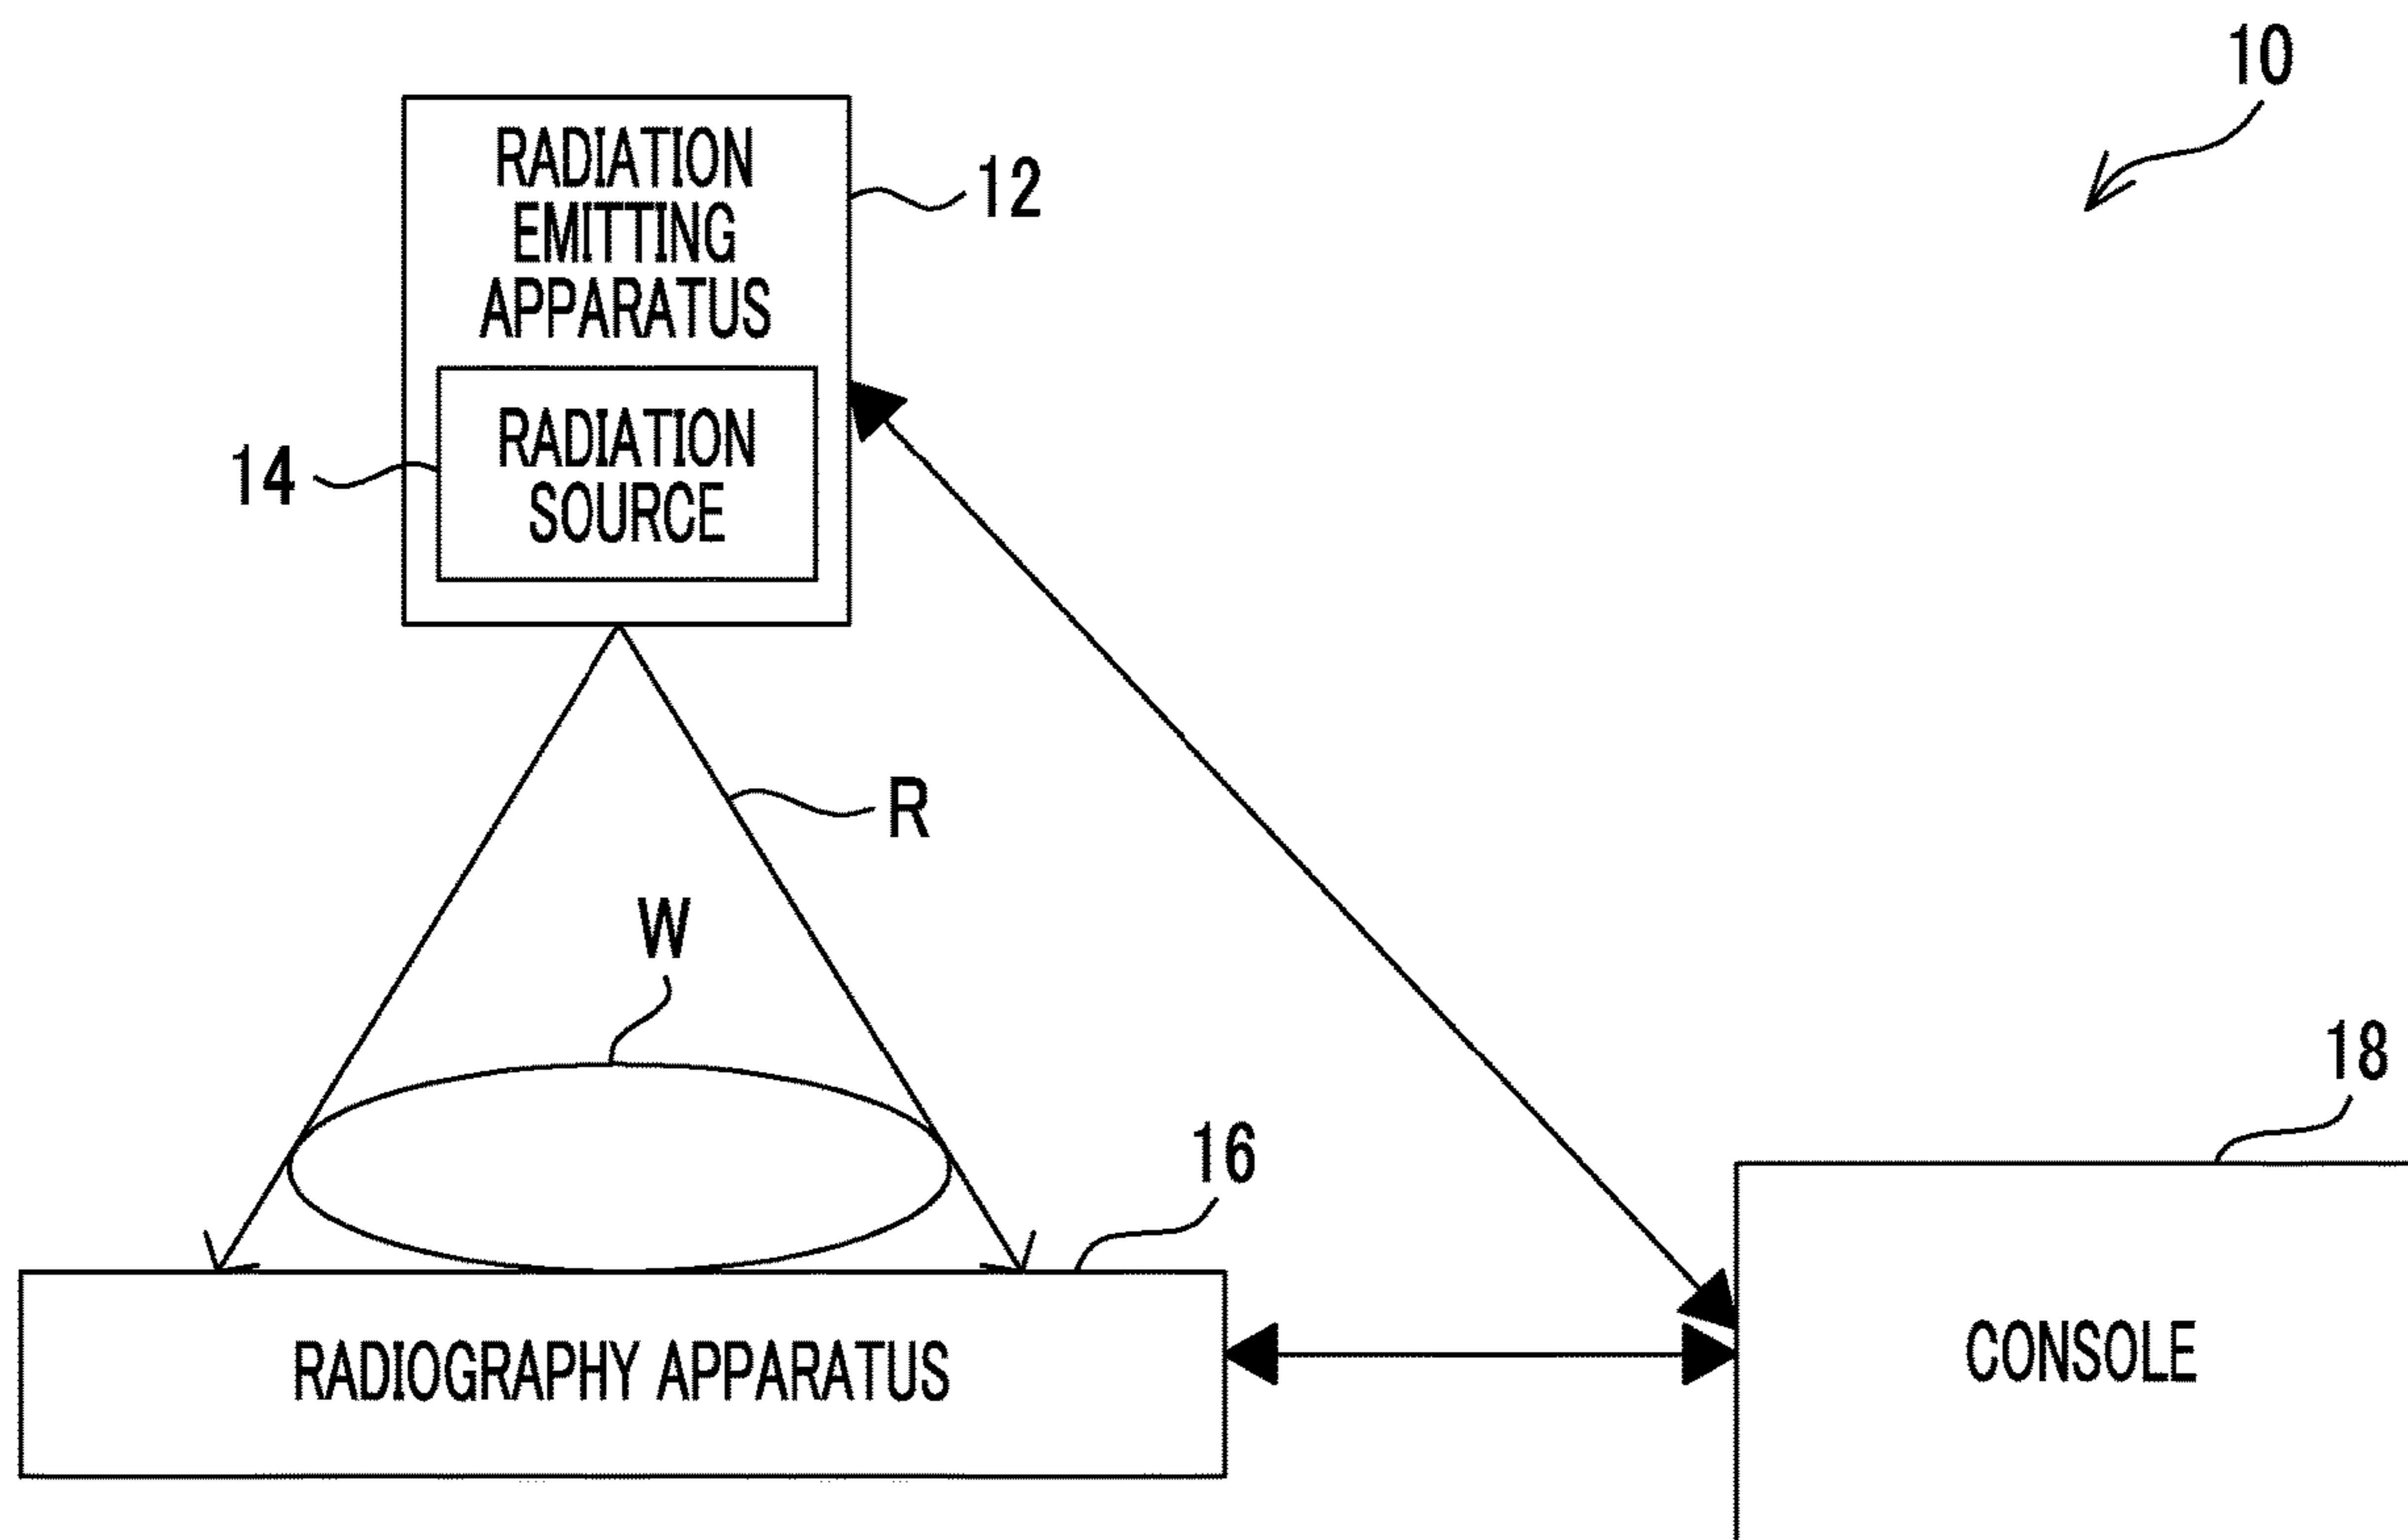 10
RADIATION
EMITTING
APPARATUS
12
14
RADIATION
SOURCE
R
W
16
18
RADIOGRAPHY APPARATUS
CONSOLE